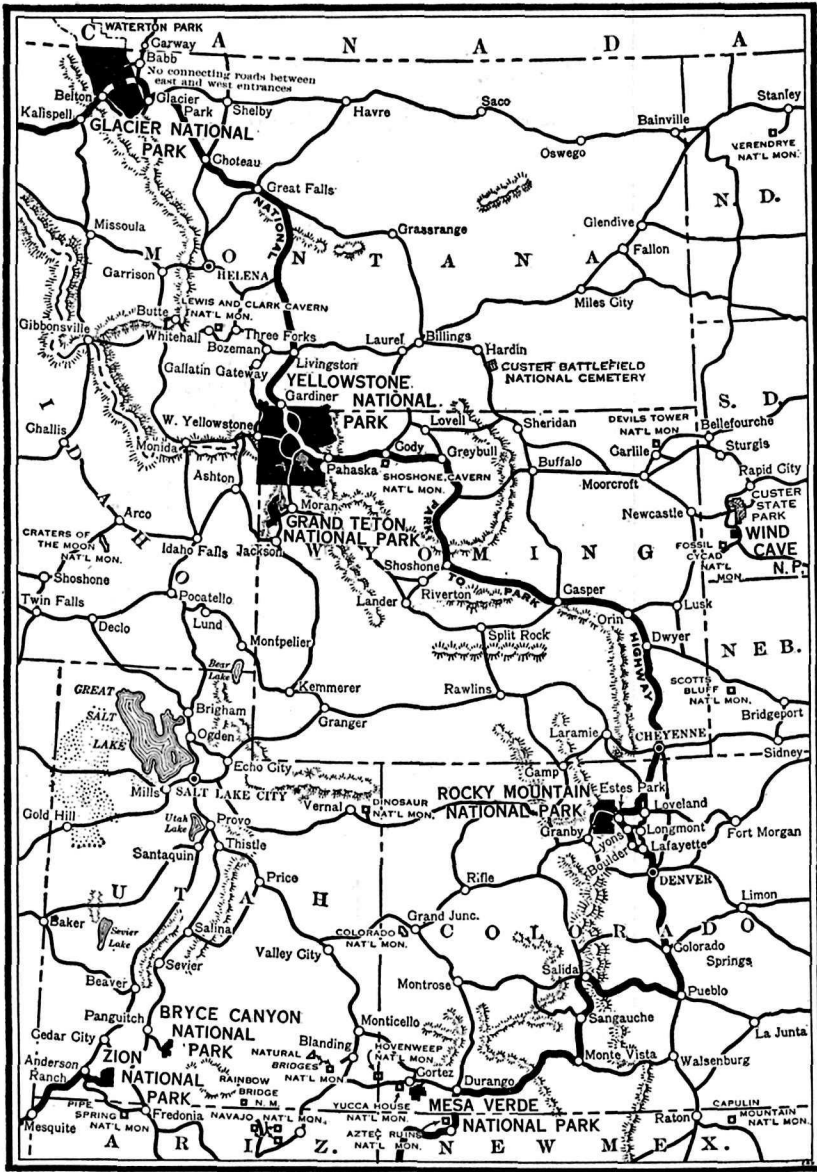 WATERTON PARK
C A N A D A
Carway
Babb
No connecting roads between
east and west entrances
Belton
Glacier
Park
Kalispell
GLACIER NATIONAL
PARK
Shelby
Havre
Saco
Oswego
Bainville
Stanley
VERENDRYE
NAT'L MON.
Choteau
Great Falls
NATIONAL
N. D.
Missoula
Grassrange
Glendive
Fallon
M O N T A N A
Garrison
HELENA
Miles City
LEWIS AND CLARK CAVERN
NAT'L MON.
Butte
Gibbonsville
Whitehall
Three Forks
Bozeman
Gallatin Gateway
Livingston
Laurel
Billings
Hardin
CUSTER BATTLEFIELD
NATIONAL CEMETERY
YELLOWSTONE
NATIONAL
PARK
Gardiner
W. Yellowstone
S. D.
Lovell
Sheridan
DEVILS TOWER
NAT'L MON.
Bellefourche
Challis
Monida
Cody
Greybull
Carlile
Sturgis
Pahaska
Buffalo
SHOSHONE CAVERN
NAT'L MON.
Moorcroft
Rapid City
Ashton
CUSTER
STATE
PARK
Moran
PARK
Newcastle
Arco
GRAND TETON
NATIONAL PARK
WIND
CAVE
N.P.
CRATERS OF
THE MOON
NAT'L MON.
Idaho Falls
Jackson
W Y O M I N G
FOSSIL
CYCAD
NAT'L
MON
I D A H O
Shoshone
Shoshone
Riverton
TO
PARK
Casper
Twin Falls
Pocatello
Lander
Orin
Lusk
Declo
Lund
Split Rock
HIGHWAY
Dwyer
NEB.
Montpelier
Bear
Lake
Kemmerer
Rawlins
SCOTTS
BLUFF
NAT'L MON.
GREAT
SALT
LAKE
Brigham
Granger
Bridgeport
Ogden
Laramie
CHEYENNE
Sidney
Echo City
Camp
Mills
SALT LAKE CITY
ROCKY MOUNTAIN
NATIONAL PARK
Estes Park
Loveland
Gold Hill
Vernal
DINOSAUR
NAT'L MON.
Utah
Lake
Provo
Granby
Lyons
Longmont
Fort Morgan
Santaquin
Thistle
Boulder
Lafayette
Price
Rifle
DENVER
U T A H
Limon
Baker
Sevier
Lake
Salina
COLORADO
NAT'L MON.
Grand Junc.
C O L O R A D O
Valley City
Colorado
Springs
Sevier
Beaver
Montrose
Salida
Pueblo
Panguitch
BRYCE CANYON
NATIONAL
PARK
Monticello
Sangauche
La Junta
Cedar City
Blanding
HOVENWEEP
NAT'L MON.
ZION
NATIONAL
PARK
NATURAL
BRIDGES
NAT'L MON.
Cortez
Monte Vista
Walsenburg
Anderson
Ranch
Durango
RAINBOW
BRIDGE
N. M.
YUCCA HOUSE
NAT'L MON.
MESA VERDE
NATIONAL PARK
PIPE
SPRING
NAT'L MON
Fredonia
NAVAJO NAT'L MON.
Raton
CAPULIN
MOUNTAIN
NAT'L MON.
Mesquite
AZTEC RUINS
NAT'L MON
A R I Z.
N E W M E X.